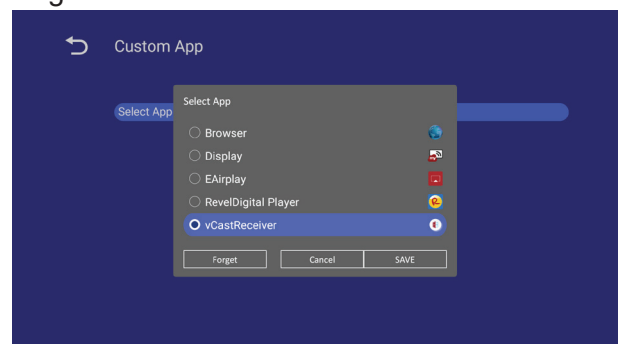 Custom App
Select App
Select App
Browser
Display
EAirplay
RevelDigital Player
vCastReceiver
Forget Cancel SAVE